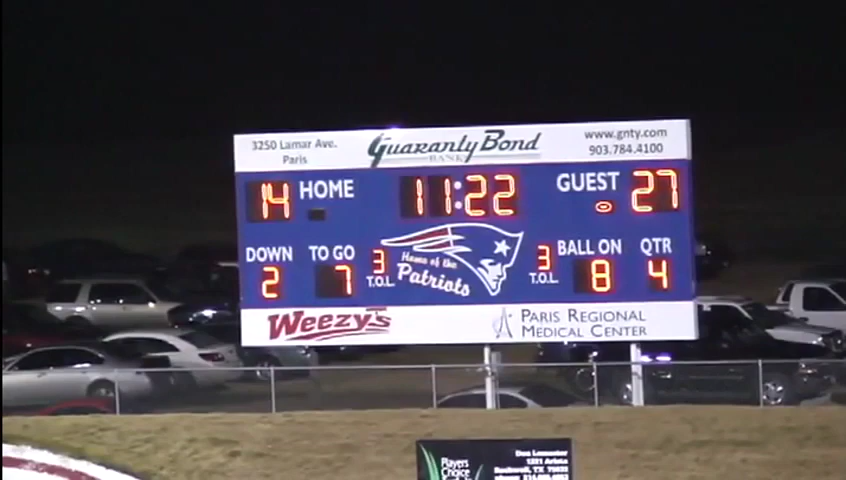 3250 Lamar Ave.
Paris
Guaranty Bond
BANK
www.gnty.com
903.784.4100
14 HOME 11:22 GUEST 27
DOWN TO GO BALL ON QTR
2 7 3 3 8 4
T.O.L. T.O.L.
Home of the
Patriots
Weezy's
PARIS REGIONAL
MEDICAL CENTER
Players
Choice
Rockwall, TX